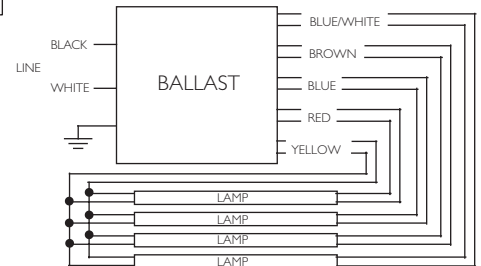 BLUE/WHITE
BLACK
BROWN
LINE
WHITE
BALLAST
BLUE
RED
YELLOW
LAMP
LAMP
LAMP
LAMP